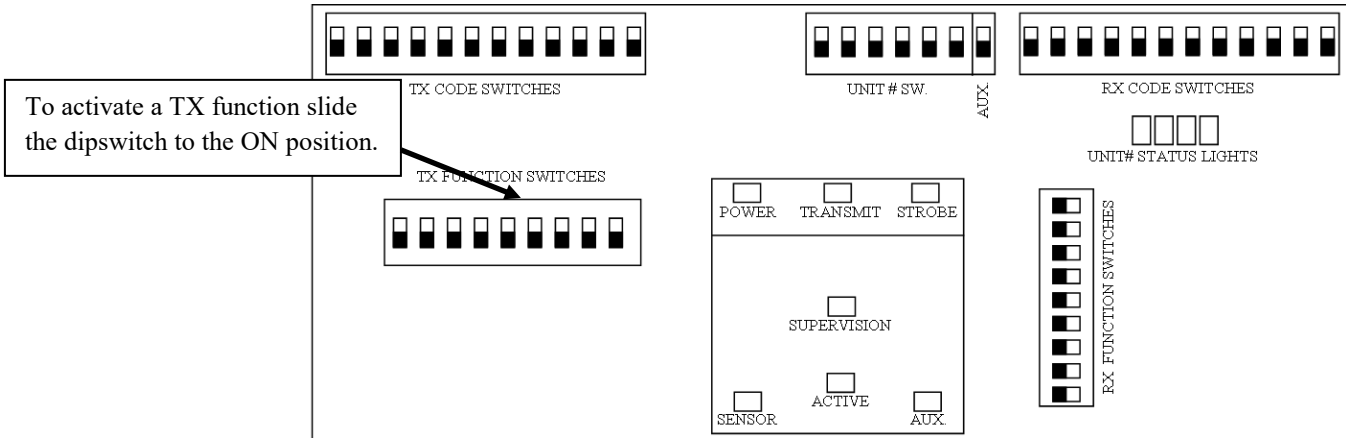 TX CODE SWITCHES
UNIT # SW.
AUX.
RX CODE SWITCHES
To activate a TX function slide
the dipswitch to the ON position.
UNIT# STATUS LIGHTS
TX FUNCTION SWITCHES
POWER
TRANSMIT
STROBE
SUPERVISION
SENSOR
ACTIVE
AUX.
RX FUNCTION SWITCHES